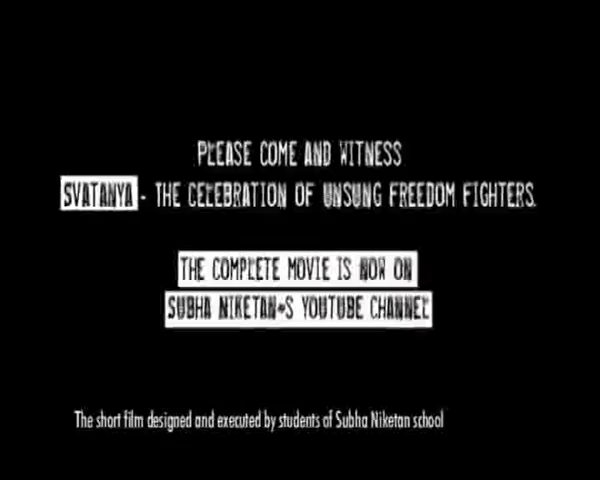 PLEASE COME AND WITNESS
SVATANYA - THE CELEBRATION OF UNSUNG FREEDOM FIGHTERS.
THE COMPLETE MOVIE IS NOW ON
SUBHA NIKETAN*S YOUTUBE CHANNEL
The short film designed and executed by students of Subha Niketan school